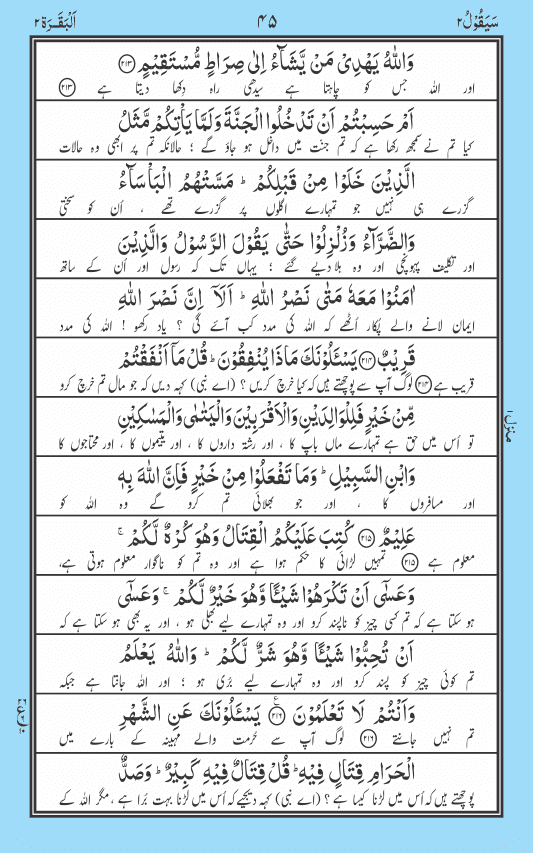 سَيَقُوْلُ ٢
٤٥
اَلْبَقَرَة ٢
وَاللّٰهُ يَهْدِىْ مَنْ يَّشَآءُ اِلٰى صِرَاطٍ مُّسْتَقِيْمٍ ٢١٣
اور اللہ جس کو چاہتا ہے سیدھی راہ دکھا دیتا ہے ٢١٣
اَمْ حَسِبْتُمْ اَنْ تَدْخُلُوا الْجَنَّةَ وَلَمَّا يَاْتِكُمْ مَّثَلُ
کیا تم نے سمجھ رکھا ہے کہ تم جنت میں داخل ہو جاؤ گے ؛ حالانکہ تم پر ابھی وہ حالات
الَّذِيْنَ خَلَوْا مِنْ قَبْلِكُمْ ؕ مَسَّتْهُمُ الْبَاْسَآءُ
گزرے ہی نہیں جو تمہارے اگلوں پر گزرے تھے ، اُن کو سختی
وَالضَّرَّآءُ وَزُلْزِلُوْا حَتّٰى يَقُوْلَ الرَّسُوْلُ وَالَّذِيْنَ
اور تکلیف پہونچی اور وہ ہلا دیے گئے ؛ یہاں تک کہ رسول اور اُن کے ساتھ
اٰمَنُوْا مَعَهٗ مَتٰى نَصْرُ اللّٰهِ ؕ اَلَآ اِنَّ نَصْرَ اللّٰهِ
ایمان لانے والے پکار اُٹھے کہ اللہ کی مدد کب آئے گی ؟ یاد رکھو ! اللہ کی مدد
قَرِيْبٌ ٢١٤ يَسْـَٔلُوْنَكَ مَاذَا يُنْفِقُوْنَ ؕ قُلْ مَآ اَنْفَقْتُمْ
قریب ہے ٢١٤ لوگ آپ سے پوچھتے ہیں کہ کیا خرچ کریں ؟ (اے نبی) کہہ دیں کہ جو مال تم خرچ کرو
مِّنْ خَيْرٍ فَلِلْوَالِدَيْنِ وَالْاَقْرَبِيْنَ وَالْيَتٰمٰى وَالْمَسٰكِيْنِ
تو اُس میں حق ہے تمہارے ماں باپ کا ، اور رشتہ داروں کا ، اور یتیموں کا ، اور محتاجوں کا
وَابْنِ السَّبِيْلِ ؕ وَمَا تَفْعَلُوْا مِنْ خَيْرٍ فَاِنَّ اللّٰهَ بِهٖ
اور مسافروں کا ، اور جو بھلائی تم کرو گے وہ اللہ کو
عَلِيْمٌ ٢١٥ كُتِبَ عَلَيْكُمُ الْقِتَالُ وَهُوَ كُرْهٌ لَّكُمْ ۚ
معلوم ہے ٢١٥ تمہیں لڑائی کا حکم ہوا ہے اور وہ تم کو ناگوار معلوم ہوتی ہے،
وَعَسٰٓى اَنْ تَكْرَهُوْا شَيْـًٔا وَّهُوَ خَيْرٌ لَّكُمْ ۚ وَعَسٰٓى
ہو سکتا ہے کہ تم کسی چیز کو ناپسند کرو اور وہ تمہارے لیے بھلی ہو ، اور یہ بھی ہو سکتا ہے کہ
اَنْ تُحِبُّوْا شَيْـًٔا وَّهُوَ شَرٌّ لَّكُمْ ؕ وَاللّٰهُ يَعْلَمُ
تم کوئی چیز کو پسند کرو اور وہ تمہارے لیے بُری ہو ؛ اور اللہ جانتا ہے جبکہ
وَاَنْتُمْ لَا تَعْلَمُوْنَ ٢١٦ يَسْـَٔلُوْنَكَ عَنِ الشَّهْرِ
تم نہیں جانتے ٢١٦ لوگ آپ سے حُرمت والے مہینہ کے بارے میں
الْحَرَامِ قِتَالٍ فِيْهِ ؕ قُلْ قِتَالٌ فِيْهِ كَبِيْرٌ ؕ وَصَدٌّ
پوچھتے ہیں کہ اُس میں لڑنا کیسا ہے ؟ (اے نبی) کہہ دیجیے کہ اُس میں لڑنا بہت بُرا ہے ، مگر اللہ کے
منزل ١